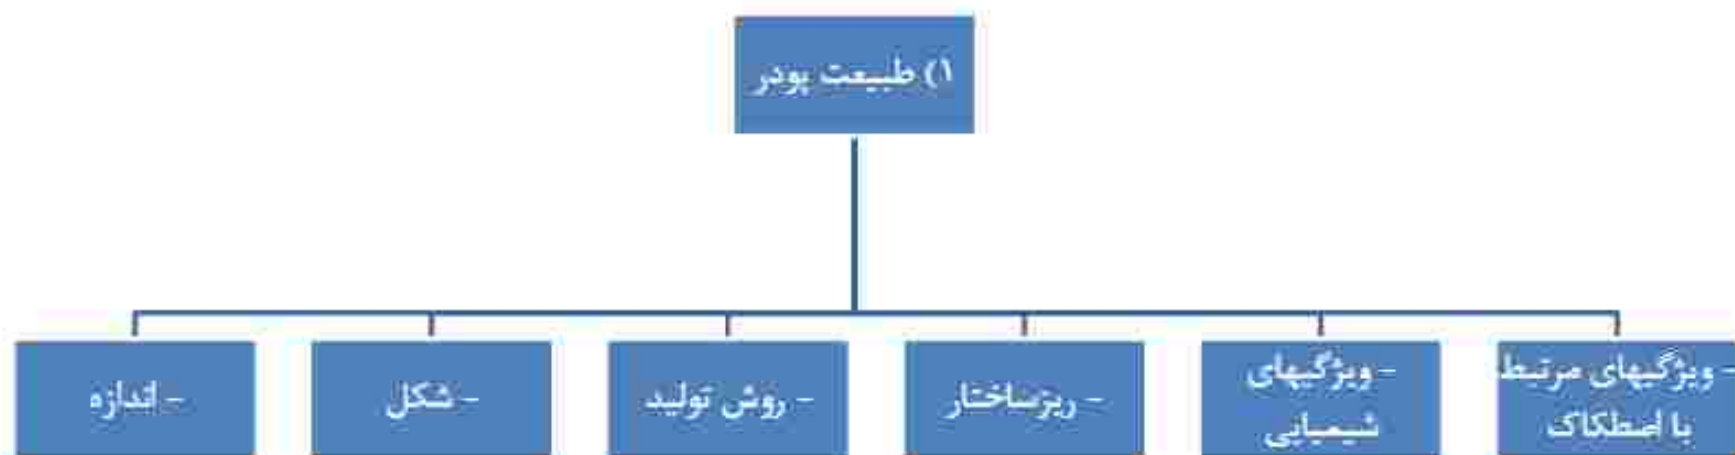 ۱) طبیعت پودر
- ویژگیهای مرتبط
با اصطکاک
- ویژگیهای
شیمیایی
- ریزساختار
- روش تولید
- شکل
- اندازه